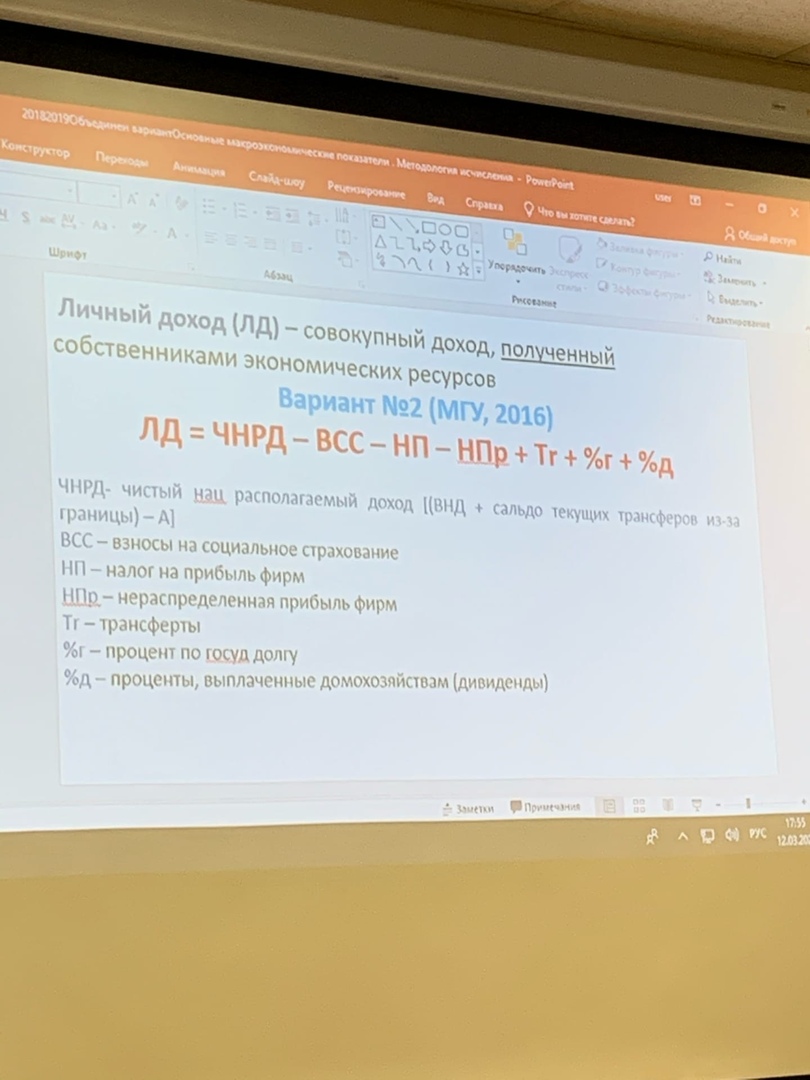 20182019Объединен вариантОсновные макроэкономические показатели . Методология исчисления - PowerPoint
user
Конструктор Переходы Анимация Слайд-шоу Рецензирование Вид Справка Что вы хотите сделать? Общий доступ
Заливка фигуры
Контур фигуры
Эффекты фигуры
Упорядочить Экспресс-
стили
Найти
Заменить
Выделить
Шрифт Абзац Рисование Редактирование
Личный доход (ЛД) – совокупный доход, полученный
собственниками экономических ресурсов
Вариант №2 (МГУ, 2016)
ЛД = ЧНРД – ВСС – НП – НПр + Tr + %г + %д
ЧНРД- чистый нац располагаемый доход [(ВНД + сальдо текущих трансферов из-за
границы) – А]
ВСС – взносы на социальное страхование
НП – налог на прибыль фирм
НПр – нераспределенная прибыль фирм
Tr – трансферты
%г – процент по госуд долгу
%д – проценты, выплаченные домохозяйствам (дивиденды)
Заметки Примечания
РУС
17:55
12.03.20